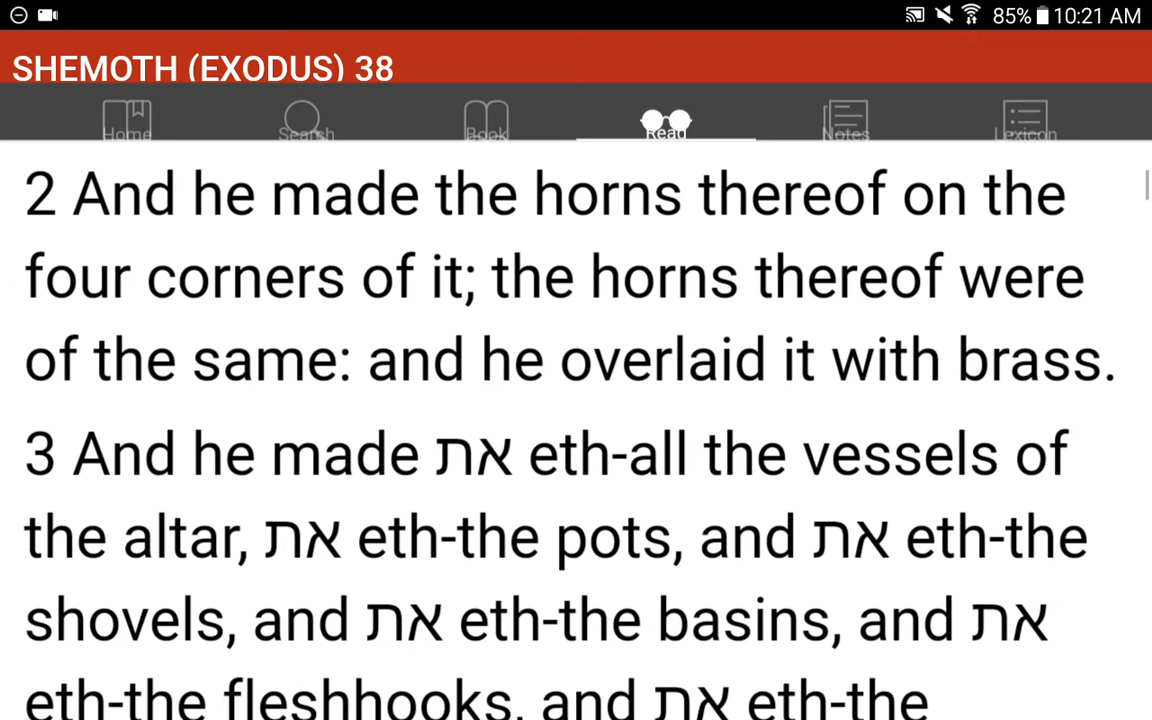 85% 10:21 AM
SHEMOTH (EXODUS) 38
Home Search Book Read Notes Lexicon
2 And he made the horns thereof on the
four corners of it; the horns thereof were
of the same: and he overlaid it with brass.
3 And he made את eth-all the vessels of
the altar, את eth-the pots, and את eth-the
shovels, and את eth-the basins, and את
eth-the fleshhooks, and את eth-the